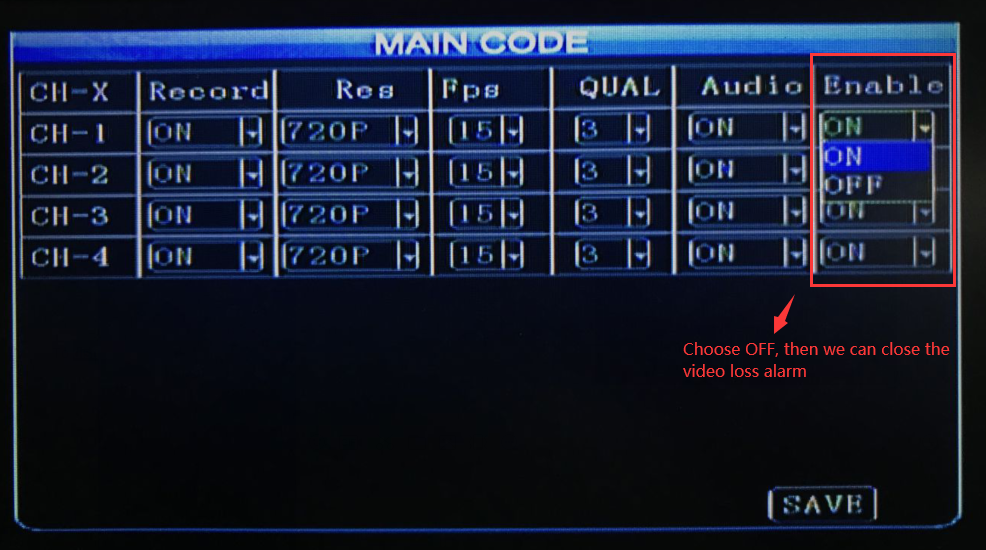 MAIN CODE
CH-X Record Res Fps QUAL Audio Enable
CH-1 ON 720P 15 3 ON ON
CH-2 ON 720P 15 3 ON ON
OFF
CH-3 ON 720P 15 3 ON ON
CH-4 ON 720P 15 3 ON ON
Choose OFF, then we can close the
video loss alarm
SAVE